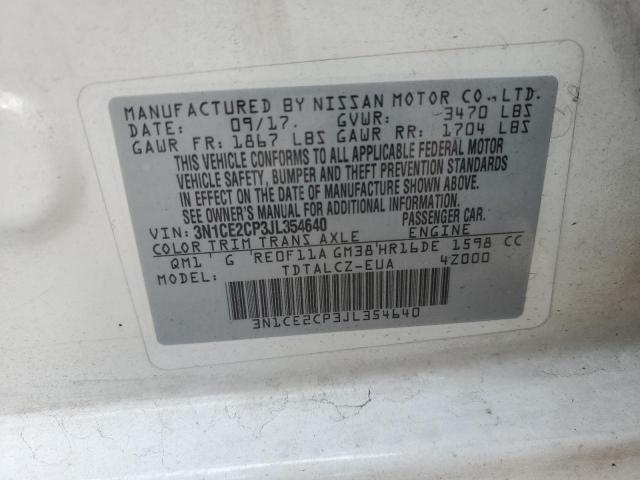 MANUFACTURED BY NISSAN MOTOR CO., LTD.
DATE: 09/17. GVWR: 3470 LBS
GAWR FR: 1867 LBS GAWR RR: 1704 LBS
THIS VEHICLE CONFORMS TO ALL APPLICABLE FEDERAL MOTOR
VEHICLE SAFETY, BUMPER AND THEFT PREVENTION STANDARDS
IN EFFECT ON THE DATE OF MANUFACTURE SHOWN ABOVE.
SEE OWNER'S MANUAL FOR ADDITIONAL INFORMATION.
VIN: 3N1CE2CP3JL354640 PASSENGER CAR.
COLOR TRIM TRANS AXLE ENGINE
QM1 G RE0F11A GM38 HR16DE 1598 CC
MODEL: TDTALCZ-EUA 4Z000
3N1CE2CP3JL354640